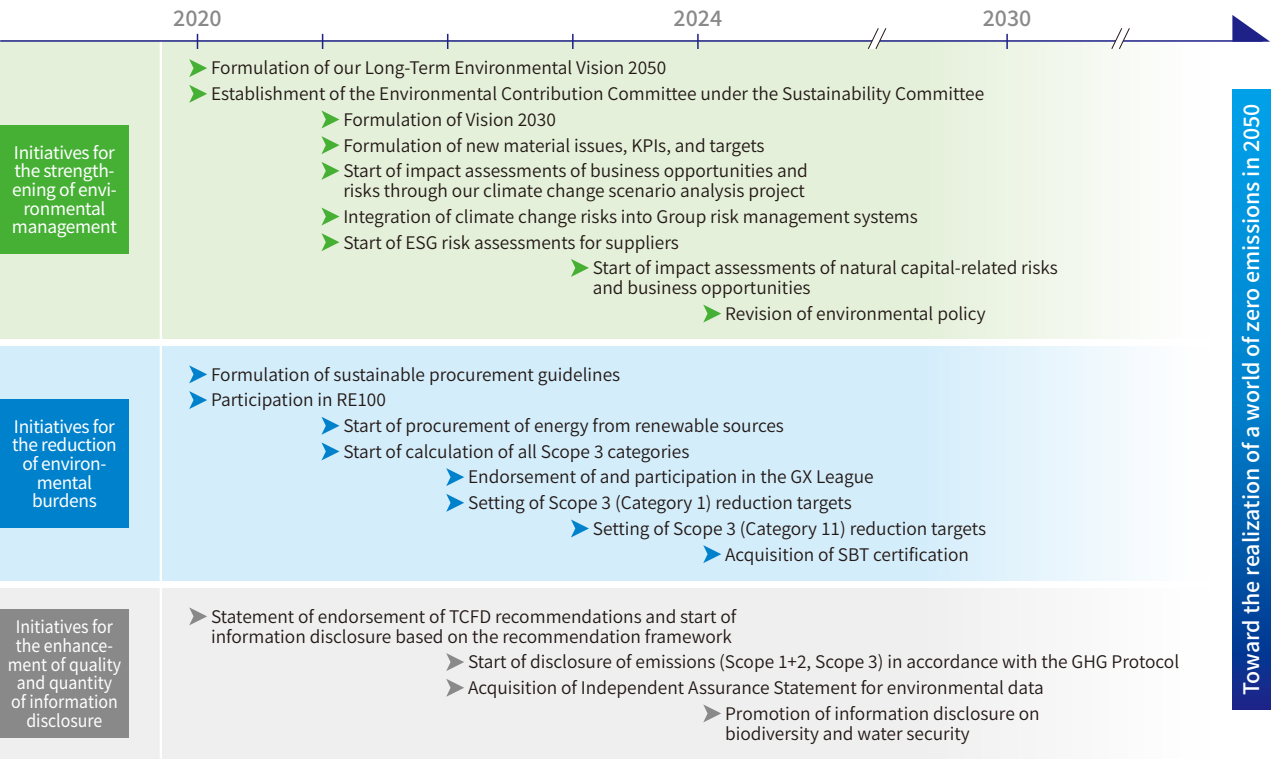 2020
2024
2030
Initiatives for
the strength-
ening of envi-
ronmental
management
Formulation of our Long-Term Environmental Vision 2050
Establishment of the Environmental Contribution Committee under the Sustainability Committee
Formulation of Vision 2030
Formulation of new material issues, KPIs, and targets
Start of impact assessments of business opportunities and
risks through our climate change scenario analysis project
Integration of climate change risks into Group risk management systems
Start of ESG risk assessments for suppliers
Start of impact assessments of natural capital-related risks
and business opportunities
Revision of environmental policy
Initiatives for
the reduction
of environ-
mental
burdens
Formulation of sustainable procurement guidelines
Participation in RE100
Start of procurement of energy from renewable sources
Start of calculation of all Scope 3 categories
Endorsement of and participation in the GX League
Setting of Scope 3 (Category 1) reduction targets
Setting of Scope 3 (Category 11) reduction targets
Acquisition of SBT certification
Initiatives for
the enhance-
ment of quality
and quantity
of information
disclosure
Statement of endorsement of TCFD recommendations and start of
information disclosure based on the recommendation framework
Start of disclosure of emissions (Scope 1+2, Scope 3) in accordance with the GHG Protocol
Acquisition of Independent Assurance Statement for environmental data
Promotion of information disclosure on
biodiversity and water security
Toward the realization of a world of zero emissions in 2050